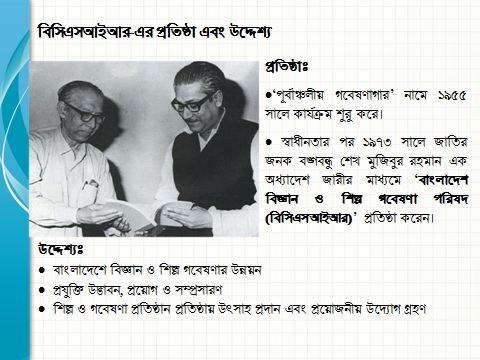 বিসিএসআইআর-এর প্রতিষ্ঠা এবং উদ্দেশ্য
প্রতিষ্ঠাঃ
●‘পূর্বাঞ্চলীয় গবেষণাগার’ নামে ১৯৫৫
সালে কার্যক্রম শুরু করে।
● স্বাধীনতার পর ১৯৭৩ সালে জাতির
জনক বঙ্গবন্ধু শেখ মুজিবুর রহমান এক
অধ্যাদেশ জারীর মাধ্যমে ‘বাংলাদেশ
বিজ্ঞান ও শিল্প গবেষণা পরিষদ
(বিসিএসআইআর)’ প্রতিষ্ঠা করেন।
উদ্দেশ্যঃ
● বাংলাদেশে বিজ্ঞান ও শিল্প গবেষণার উন্নয়ন
● প্রযুক্তি উদ্ভাবন, প্রয়োগ ও সম্প্রসারণ
● শিল্প ও গবেষণা প্রতিষ্ঠান প্রতিষ্ঠায় উৎসাহ প্রদান এবং প্রয়োজনীয় উদ্যোগ গ্রহণ